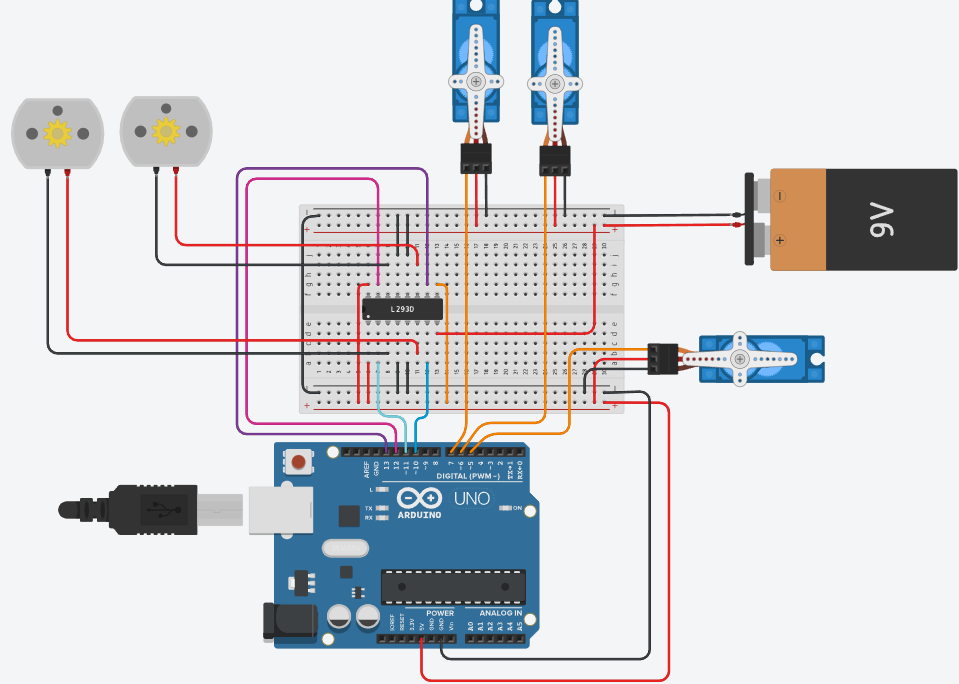 9V
L293D
AREF
GND
13
12
~11
~10
~9
8
7
~6
~5
4
~3
2
TX→1
RX←0
DIGITAL (PWM~)
L
TX
RX
ARDUINO
UNO
ON
POWER
ANALOG IN
IOREF
RESET
3.3V
5V
GND
GND
Vin
A0
A1
A2
A3
A4
A5